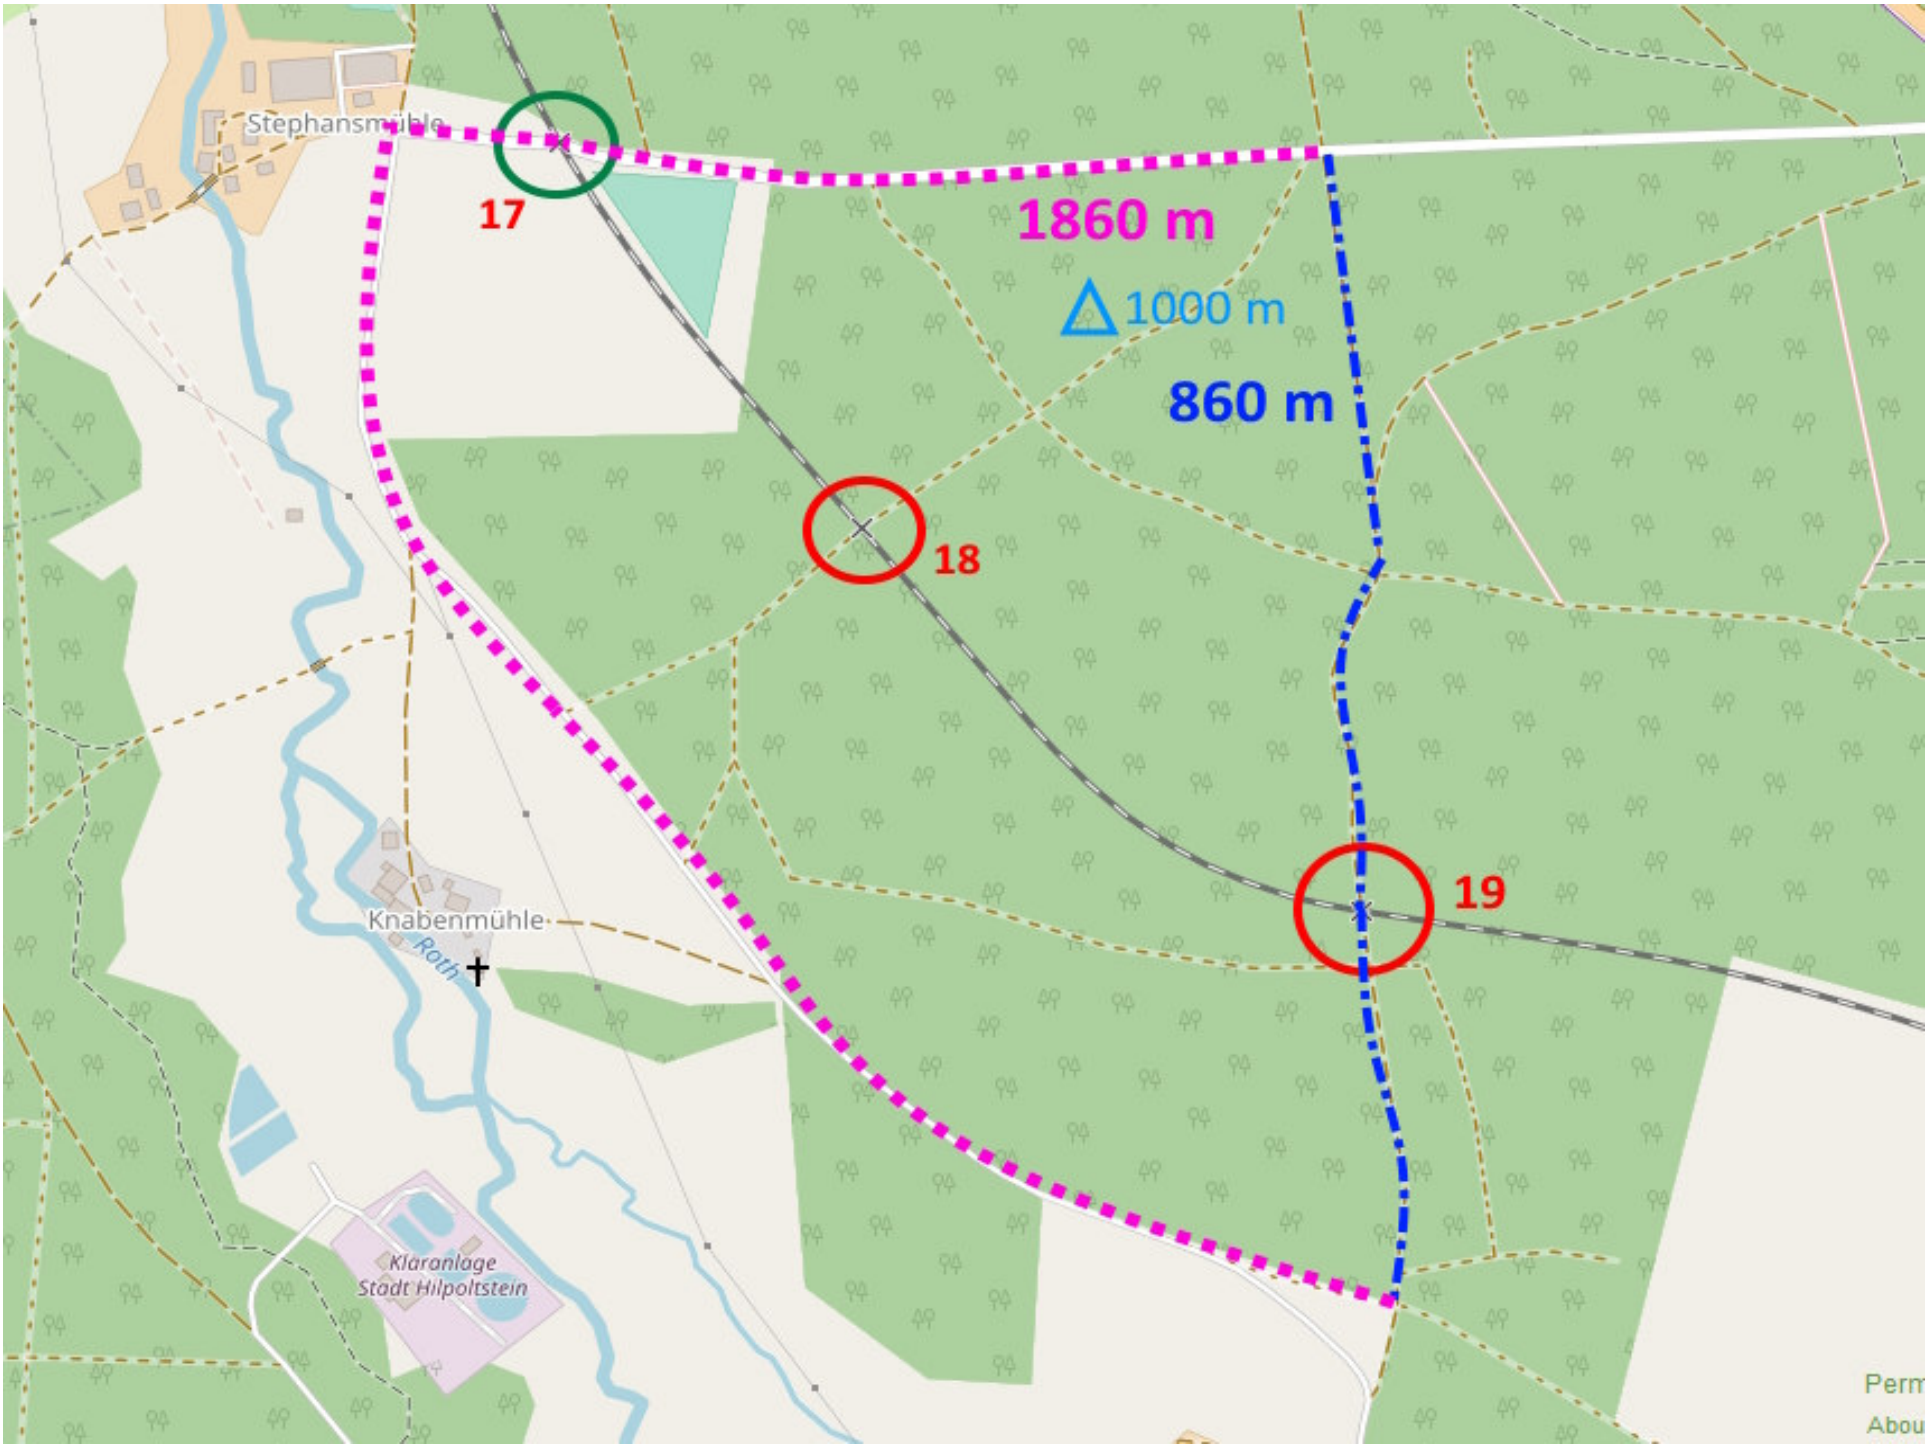 Stephansmühle
17
1860 m
1000 m
860 m
18
19
Knabenmühle
Roth
Kläranlage
Stadt Hilpoltstein
Perm
Abou